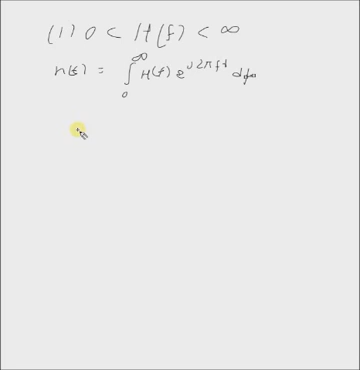 (1) 0 < H(f) < ∞
h(t) = ∫₀^∞ H(f) e^{j2πft} df